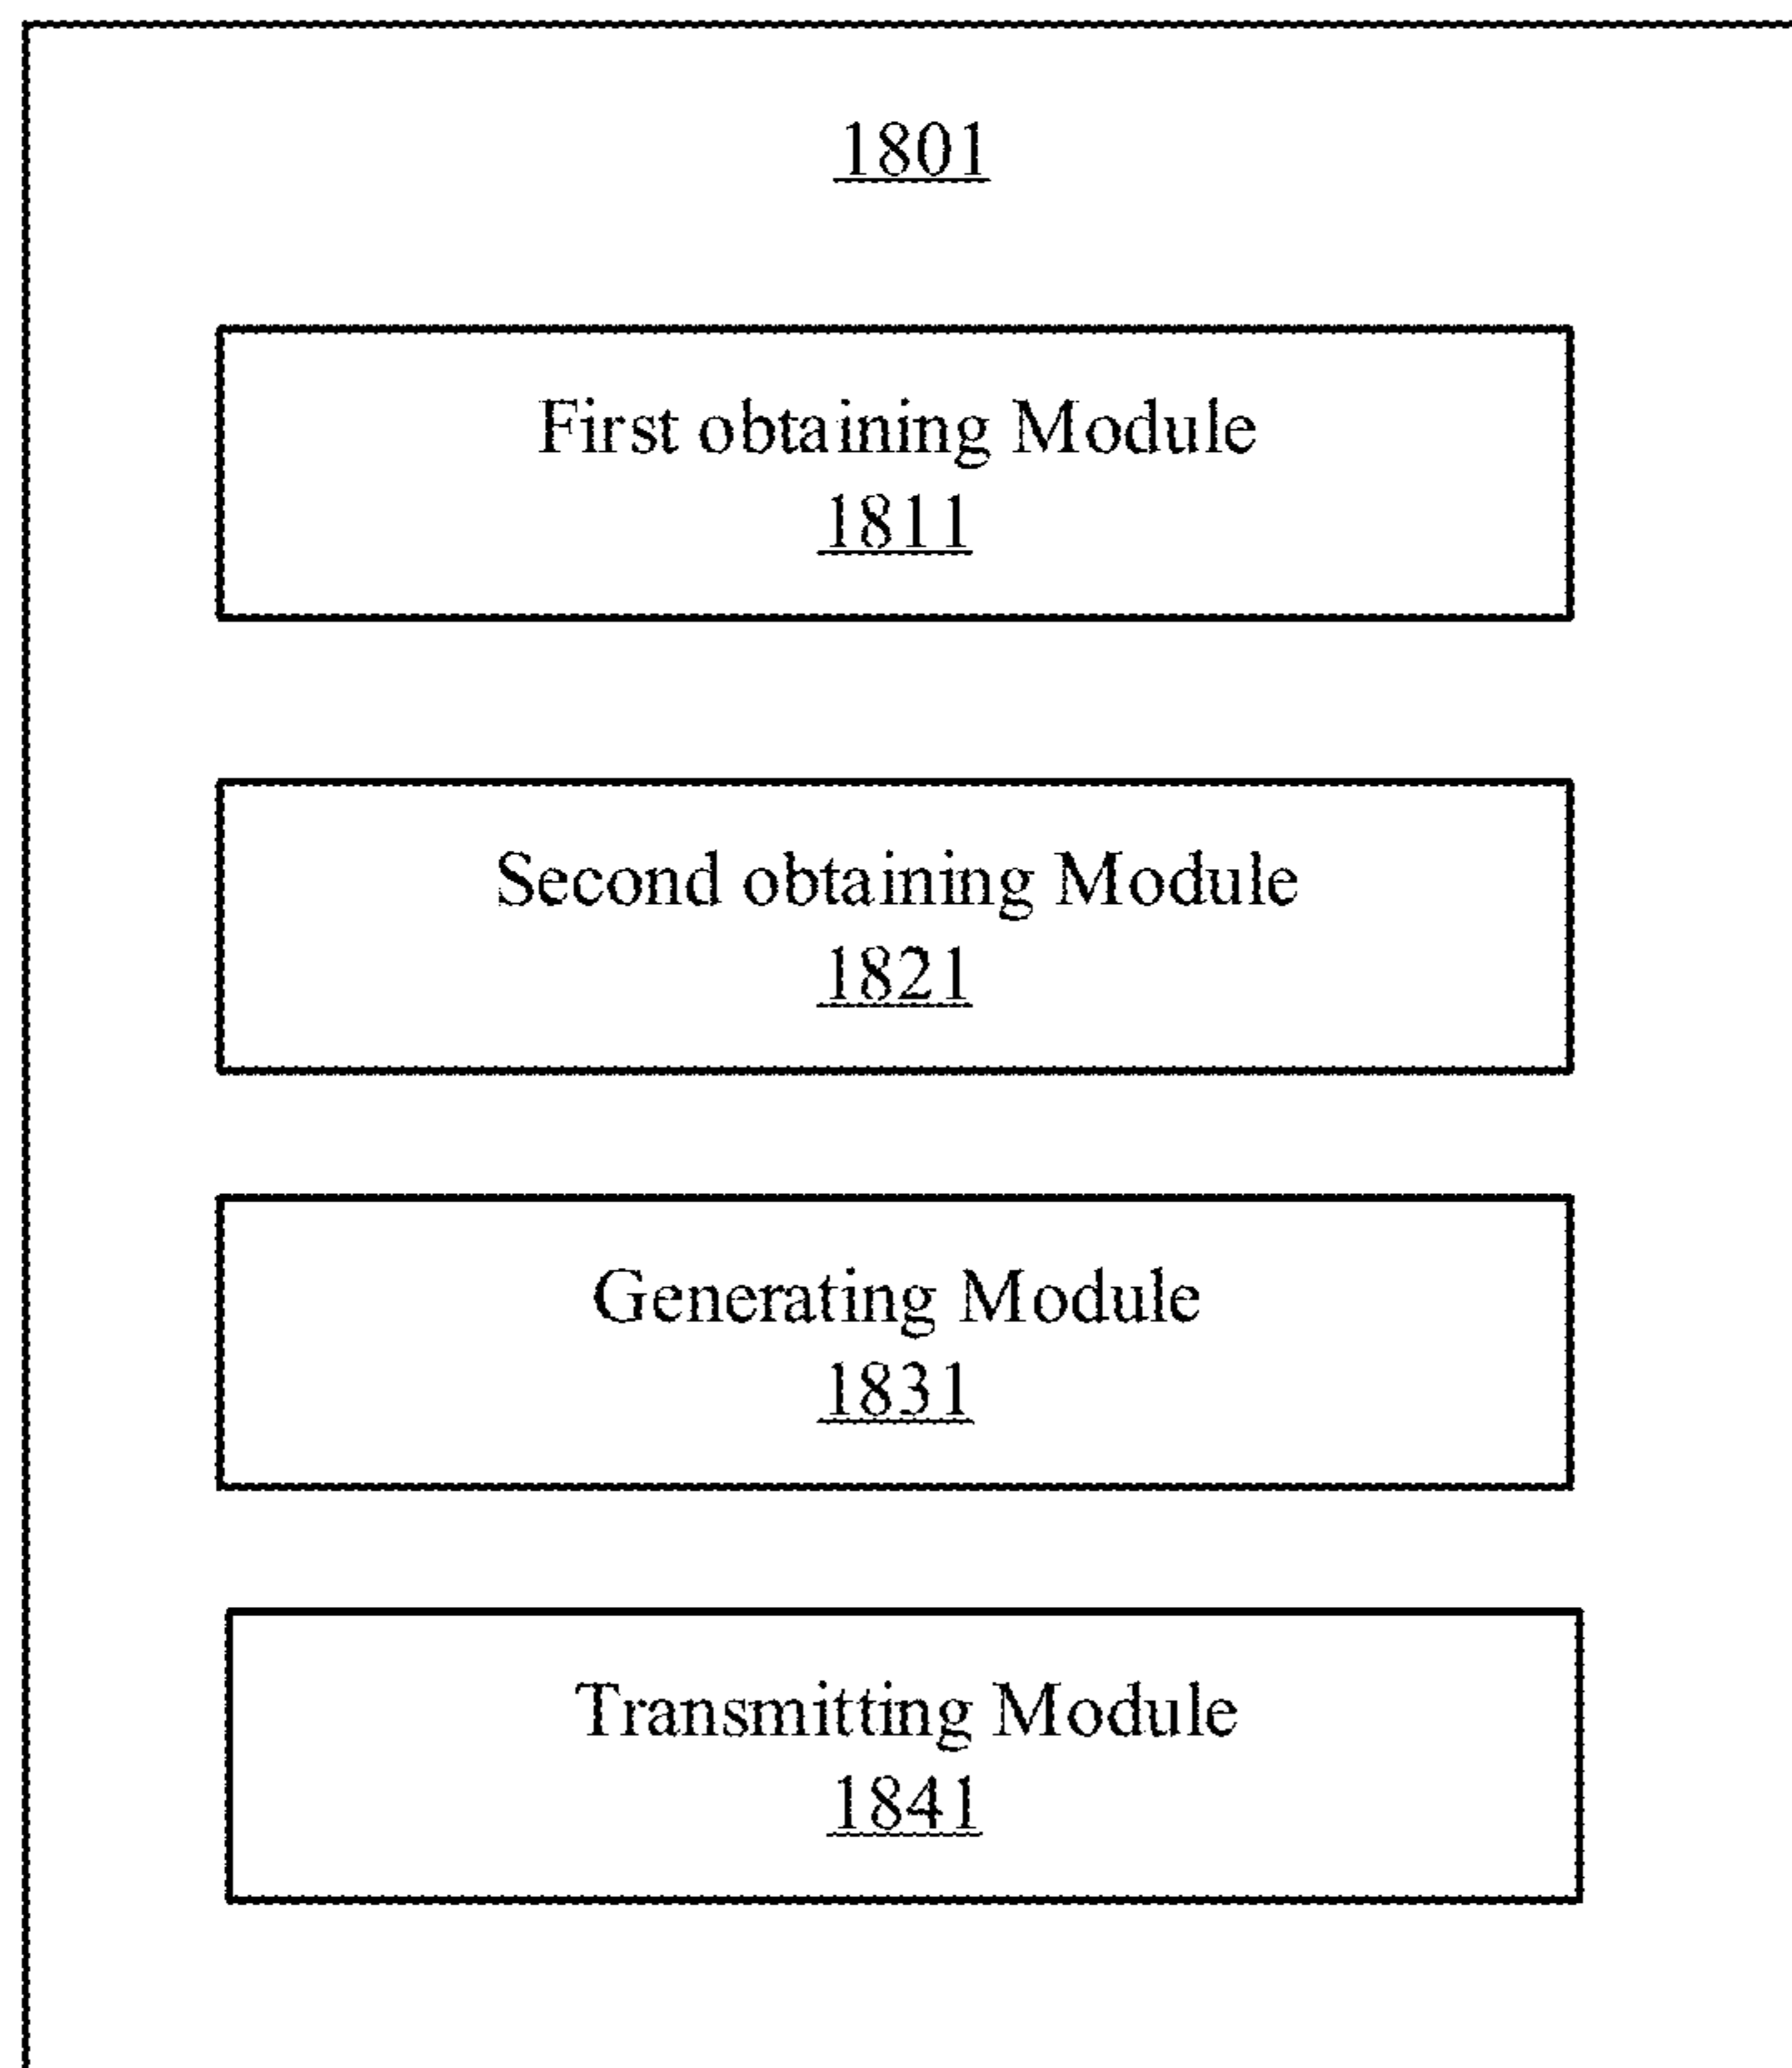 1801
First obtaining Module
1811
Second obtaining Module
1821
Generating Module
1831
Transmitting Module
1841